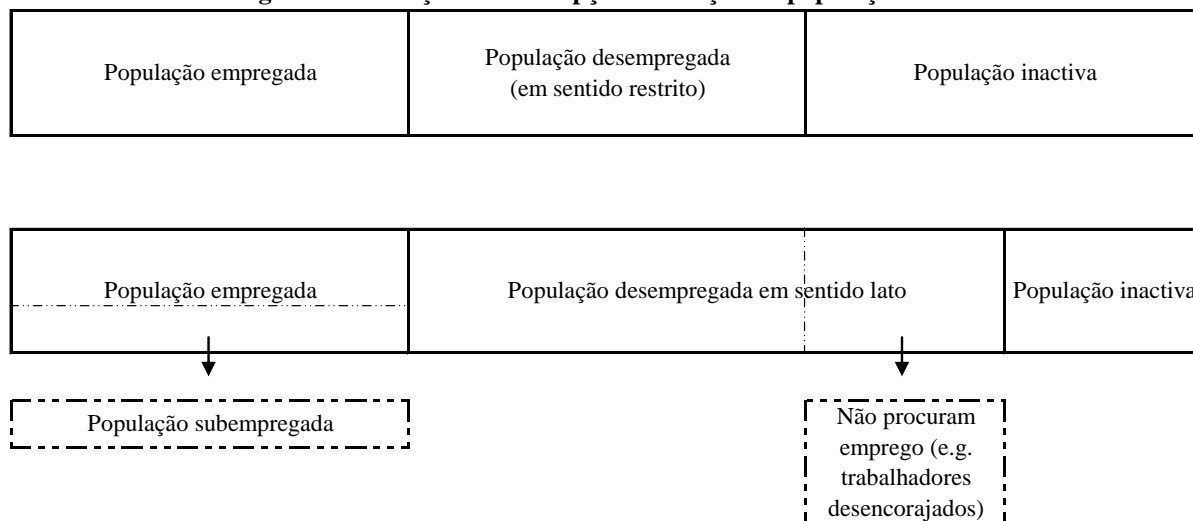 População empregada
População desempregada
(em sentido restrito)
População inactiva
População empregada
População desempregada em sentido lato
População inactiva
População subempregada
Não procuram
emprego (e.g.
trabalhadores
desencorajados)